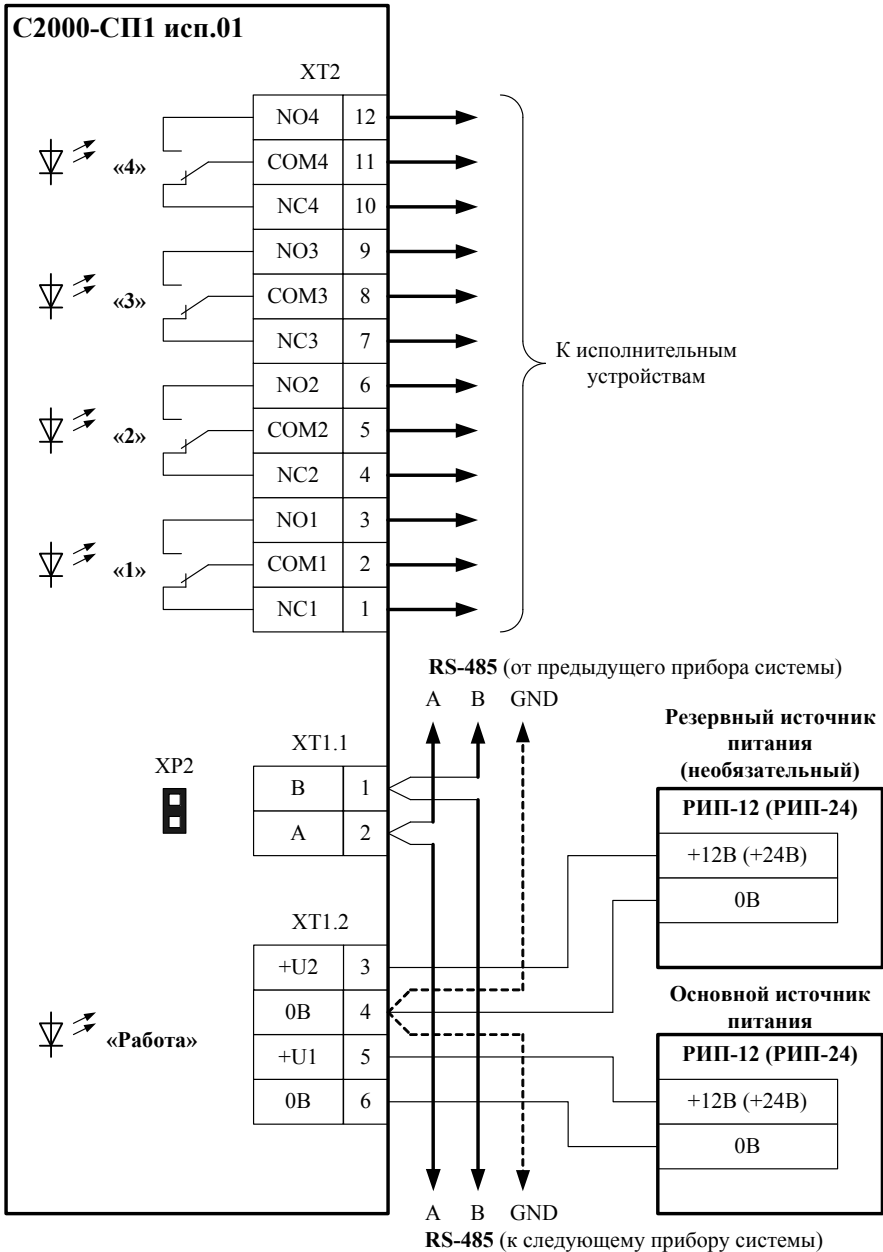 С2000-СП1 исп.01
XT2
NO4 12
«4» COM4 11
NC4 10
NO3 9
«3» COM3 8
NC3 7
К исполнительным
устройствам
NO2 6
«2» COM2 5
NC2 4
NO1 3
«1» COM1 2
NC1 1
RS-485 (от предыдущего прибора системы)
A B GND
Резервный источник
питания
(необязательный)
XT1.1
XP2
B 1
A 2
РИП-12 (РИП-24)
+12В (+24В)
0В
XT1.2
+U2 3
0В 4
«Работа»
+U1 5
0В 6
Основной источник
питания
РИП-12 (РИП-24)
+12В (+24В)
0В
A B GND
RS-485 (к следующему прибору системы)